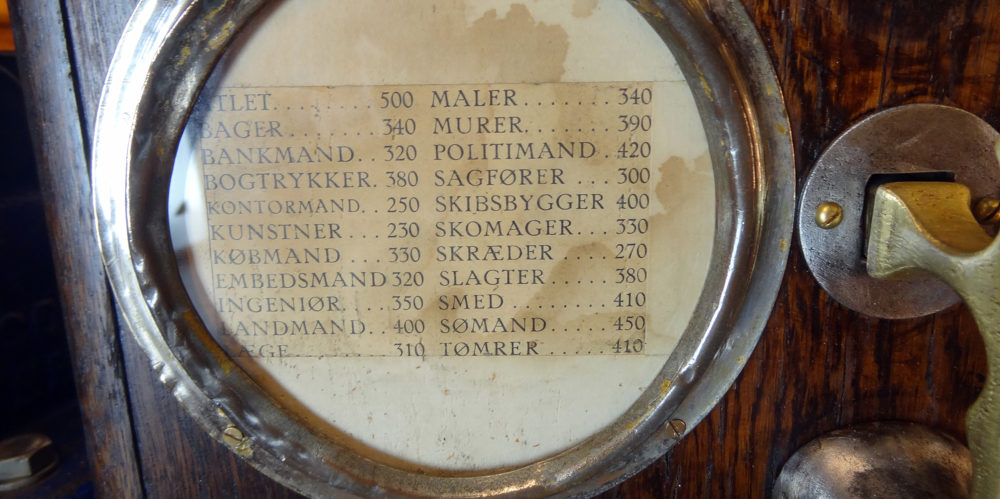 ATLET......... 500
BAGER......... 340
BANKMAND.. 320
BOGTRYKKER. 380
KONTORMAND.. 250
KUNSTNER.... 230
KØBMAND.... 330
EMBEDSMAND 320
INGENIØR..... 350
LANDMAND.. 400
LÆGE.......... 310
MALER....... 340
MURER....... 390
POLITIMAND.. 420
SAGFØRER... 300
SKIBSBYGGER 400
SKOMAGER... 330
SKRÆDER.... 270
SLAGTER..... 380
SMED......... 410
SØMAND..... 450
TØMRER..... 410